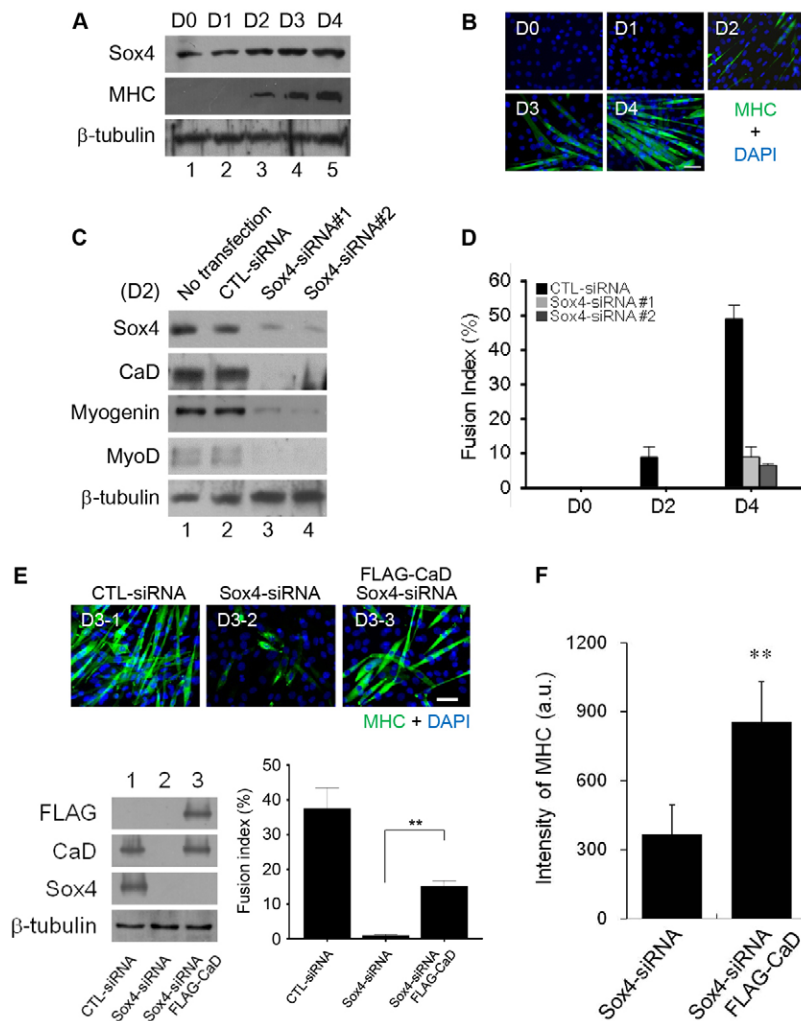 A
D0 D1 D2 D3 D4
Sox4
MHC
β-tubulin
1 2 3 4 5
B
D0
D1
D2
D3
D4
MHC
+
DAPI
C
(D2)
No transfection
CTL-siRNA
Sox4-siRNA#1
Sox4-siRNA#2
Sox4
CaD
Myogenin
MyoD
β-tubulin
1 2 3 4
D
CTL-siRNA
Sox4-siRNA#1
Sox4-siRNA#2
Fusion Index (%)
60
50
40
30
20
10
0
D0 D2 D4
E
CTL-siRNA
Sox4-siRNA
FLAG-CaD
Sox4-siRNA
D3-1
D3-2
D3-3
MHC + DAPI
1 2 3
FLAG
CaD
Sox4
β-tubulin
CTL-siRNA
Sox4-siRNA
Sox4-siRNA
FLAG-CaD
Fusion index (%)
50
40
30
20
10
0
**
CTL-siRNA
Sox4-siRNA
Sox4-siRNA
FLAG-CaD
F
Intensity of MHC (a.u.)
1200
900
600
300
0
**
Sox4-siRNA
Sox4-siRNA
FLAG-CaD